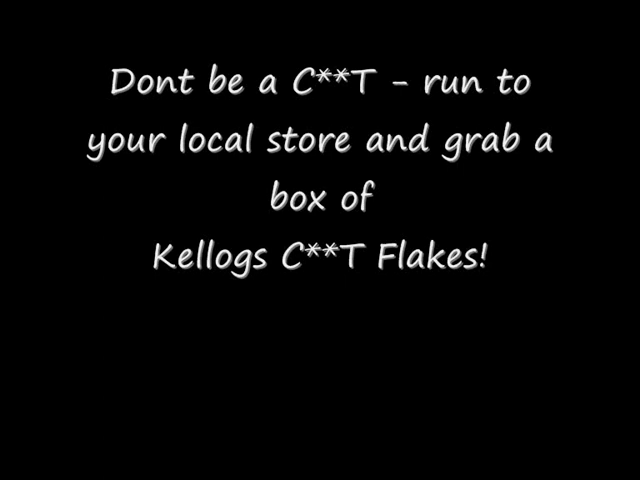 Dont be a C**T - run to
your local store and grab a
box of
Kellogs C**T Flakes!